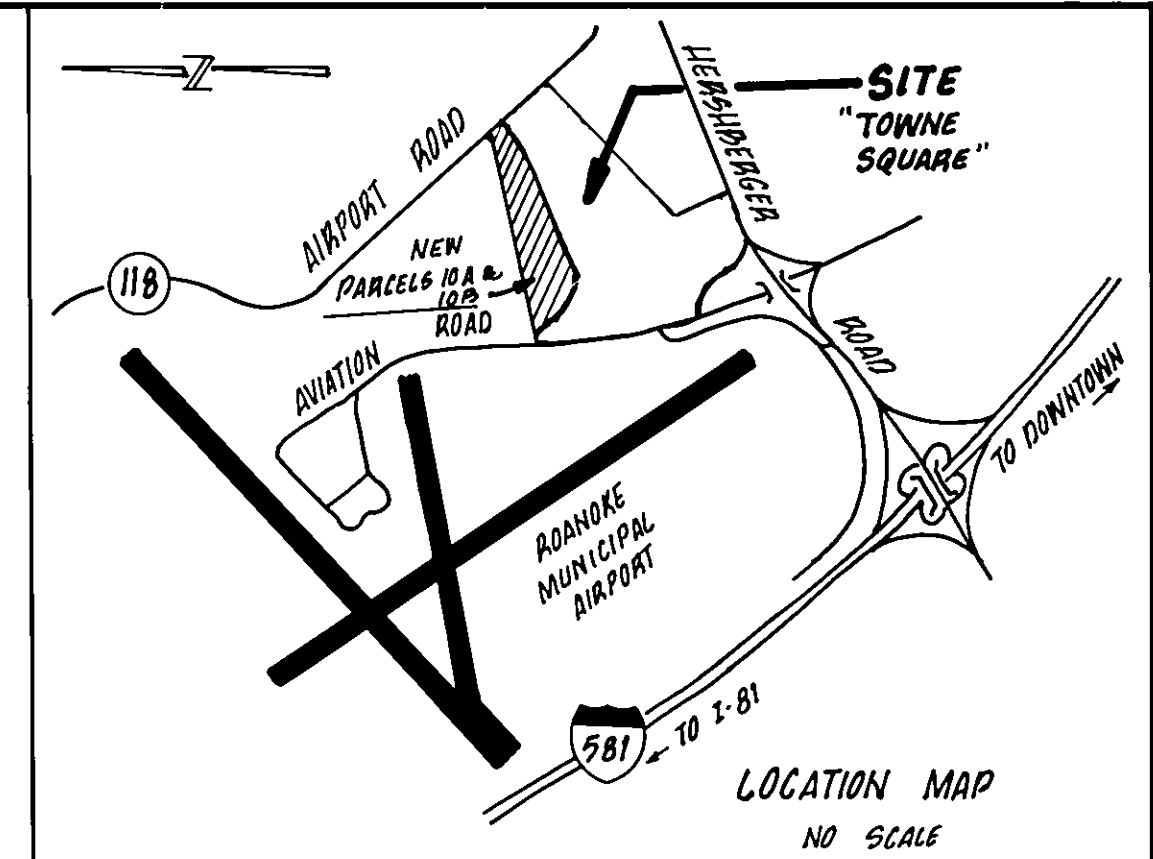 N
SITE
"TOWNE
SQUARE"
HERSHBERGER
ROAD
AIRPORT ROAD
118
NEW
PARCELS 10A &
10B
ROAD
AVIATION
TO DOWNTOWN
ROANOKE
MUNICIPAL
AIRPORT
581
TO I-81
LOCATION MAP
NO SCALE